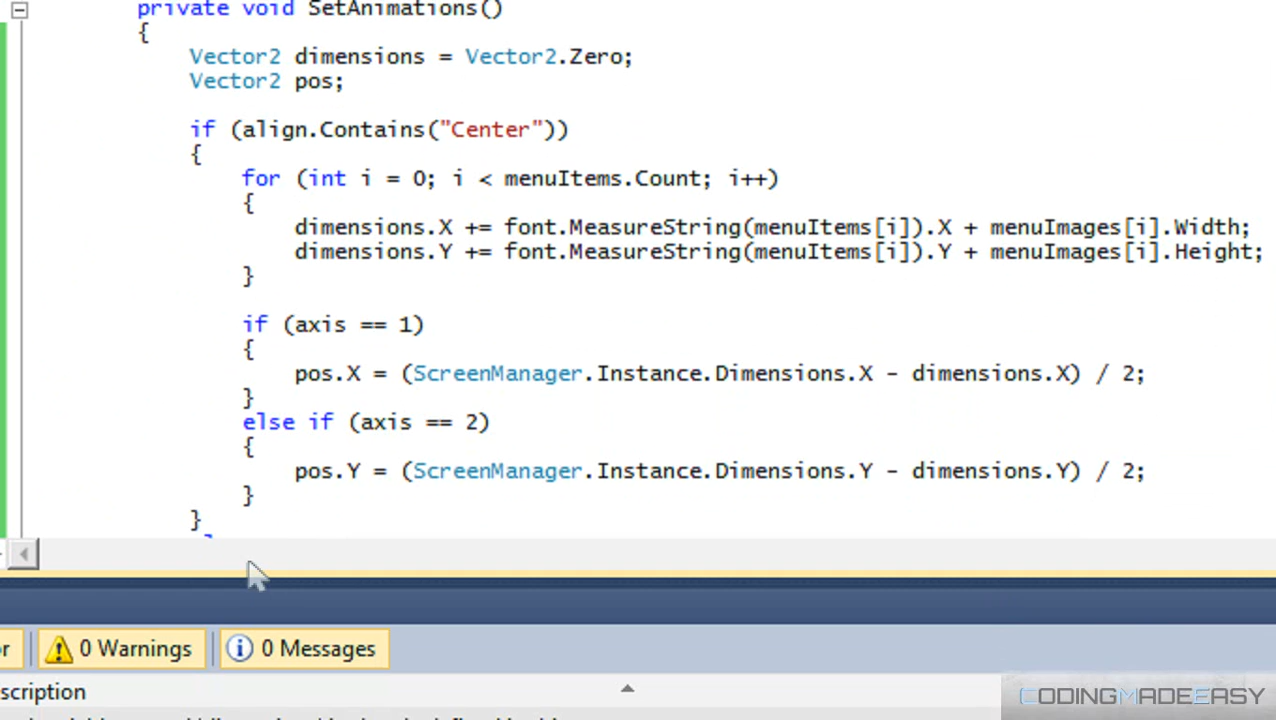 private void SetAnimations()
{
Vector2 dimensions = Vector2.Zero;
Vector2 pos;
if (align.Contains("Center"))
{
for (int i = 0; i < menuItems.Count; i++)
{
dimensions.X += font.MeasureString(menuItems[i]).X + menuImages[i].Width;
dimensions.Y += font.MeasureString(menuItems[i]).Y + menuImages[i].Height;
}
if (axis == 1)
{
pos.X = (ScreenManager.Instance.Dimensions.X - dimensions.X) / 2;
}
else if (axis == 2)
{
pos.Y = (ScreenManager.Instance.Dimensions.Y - dimensions.Y) / 2;
}
}
r 0 Warnings 0 Messages
scription
CODINGMADEEASY